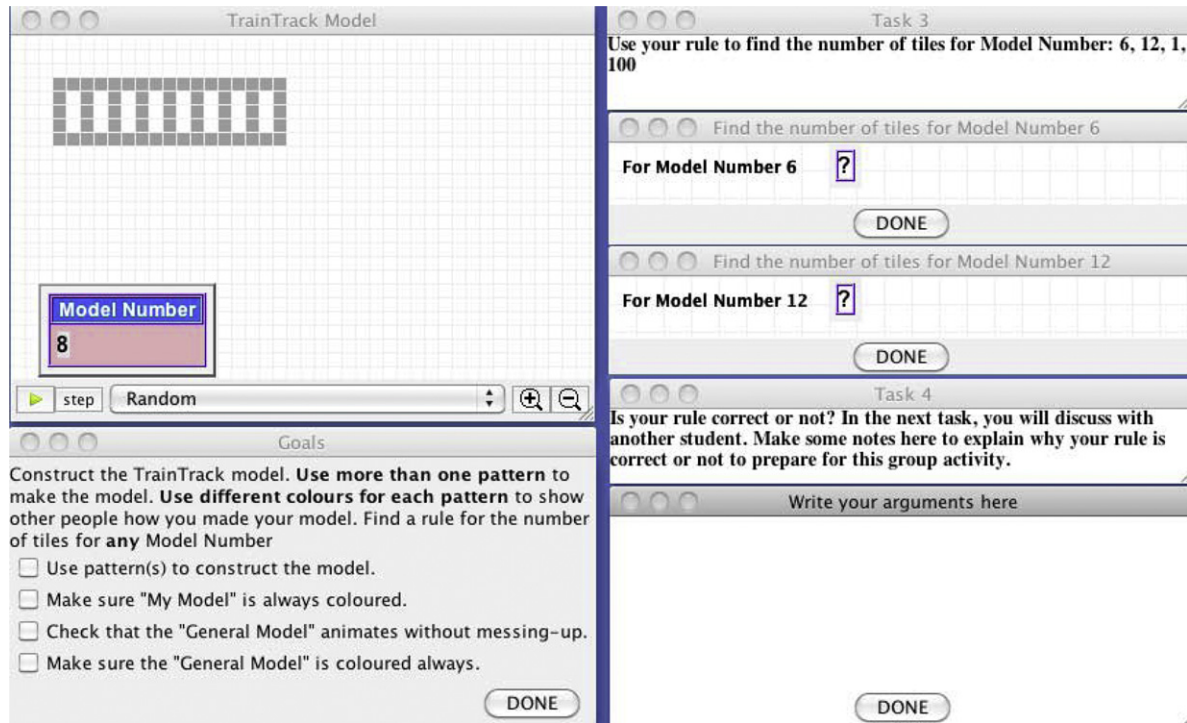 TrainTrack Model
Model Number
8
step
Random
Goals
Construct the TrainTrack model. Use more than one pattern to
make the model. Use different colours for each pattern to show
other people how you made your model. Find a rule for the number
of tiles for any Model Number
Use pattern(s) to construct the model.
Make sure "My Model" is always coloured.
Check that the "General Model" animates without messing-up.
Make sure the "General Model" is coloured always.
DONE
Task 3
Use your rule to find the number of tiles for Model Number: 6, 12, 1,
100
Find the number of tiles for Model Number 6
For Model Number 6 ?
DONE
Find the number of tiles for Model Number 12
For Model Number 12 ?
DONE
Task 4
Is your rule correct or not? In the next task, you will discuss with
another student. Make some notes here to explain why your rule is
correct or not to prepare for this group activity.
Write your arguments here
DONE